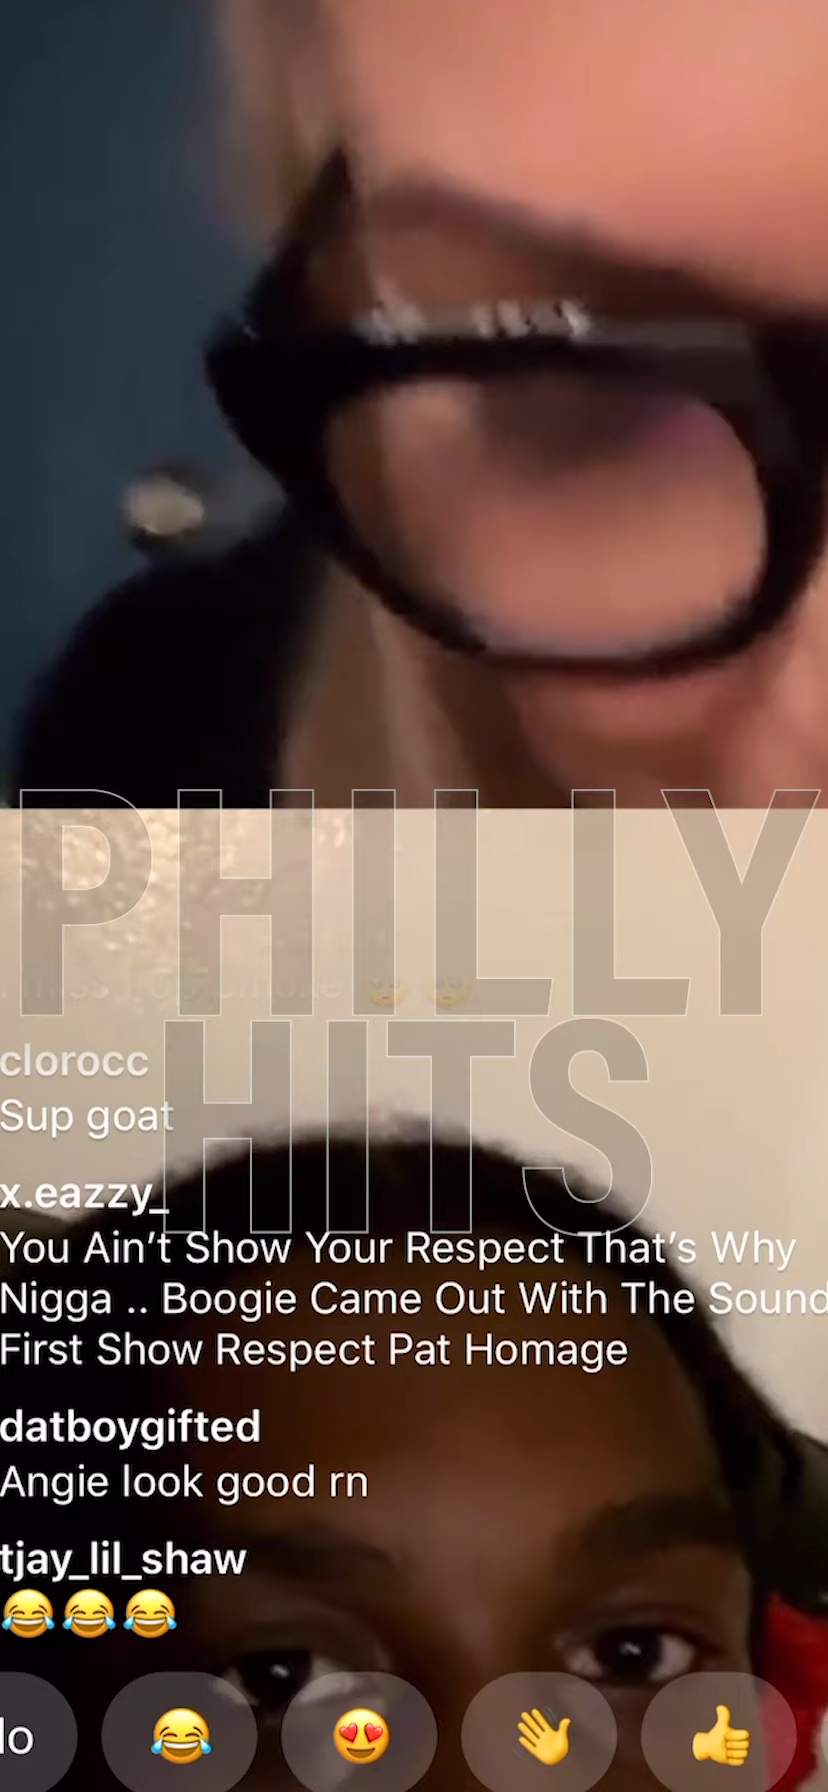 PHILLY
HITS
clorocc
Sup goat
x.eazzy_
You Ain’t Show Your Respect That’s Why
Nigga .. Boogie Came Out With The Sound
First Show Respect Pat Homage
datboygifted
Angie look good rn
tjay_lil_shaw
😂😂😂
lo 😂 😍 👋 👍